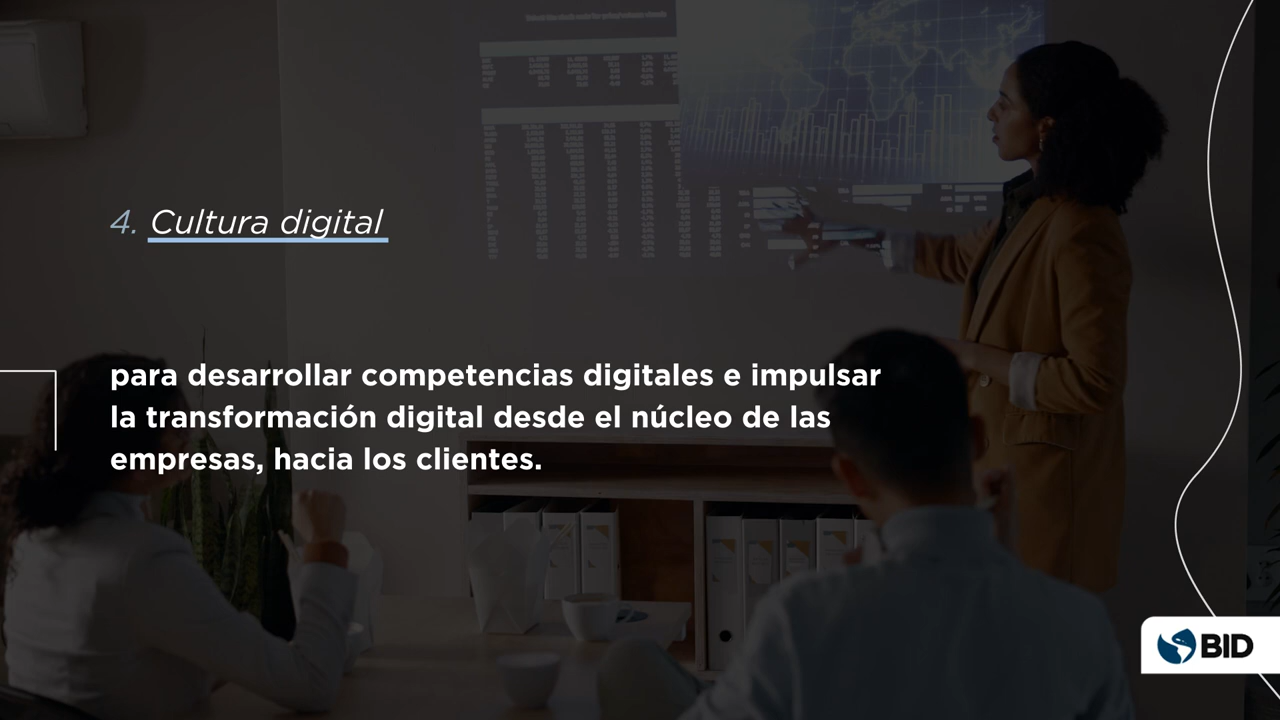 4. Cultura digital
para desarrollar competencias digitales e impulsar
la transformación digital desde el núcleo de las
empresas, hacia los clientes.
BID